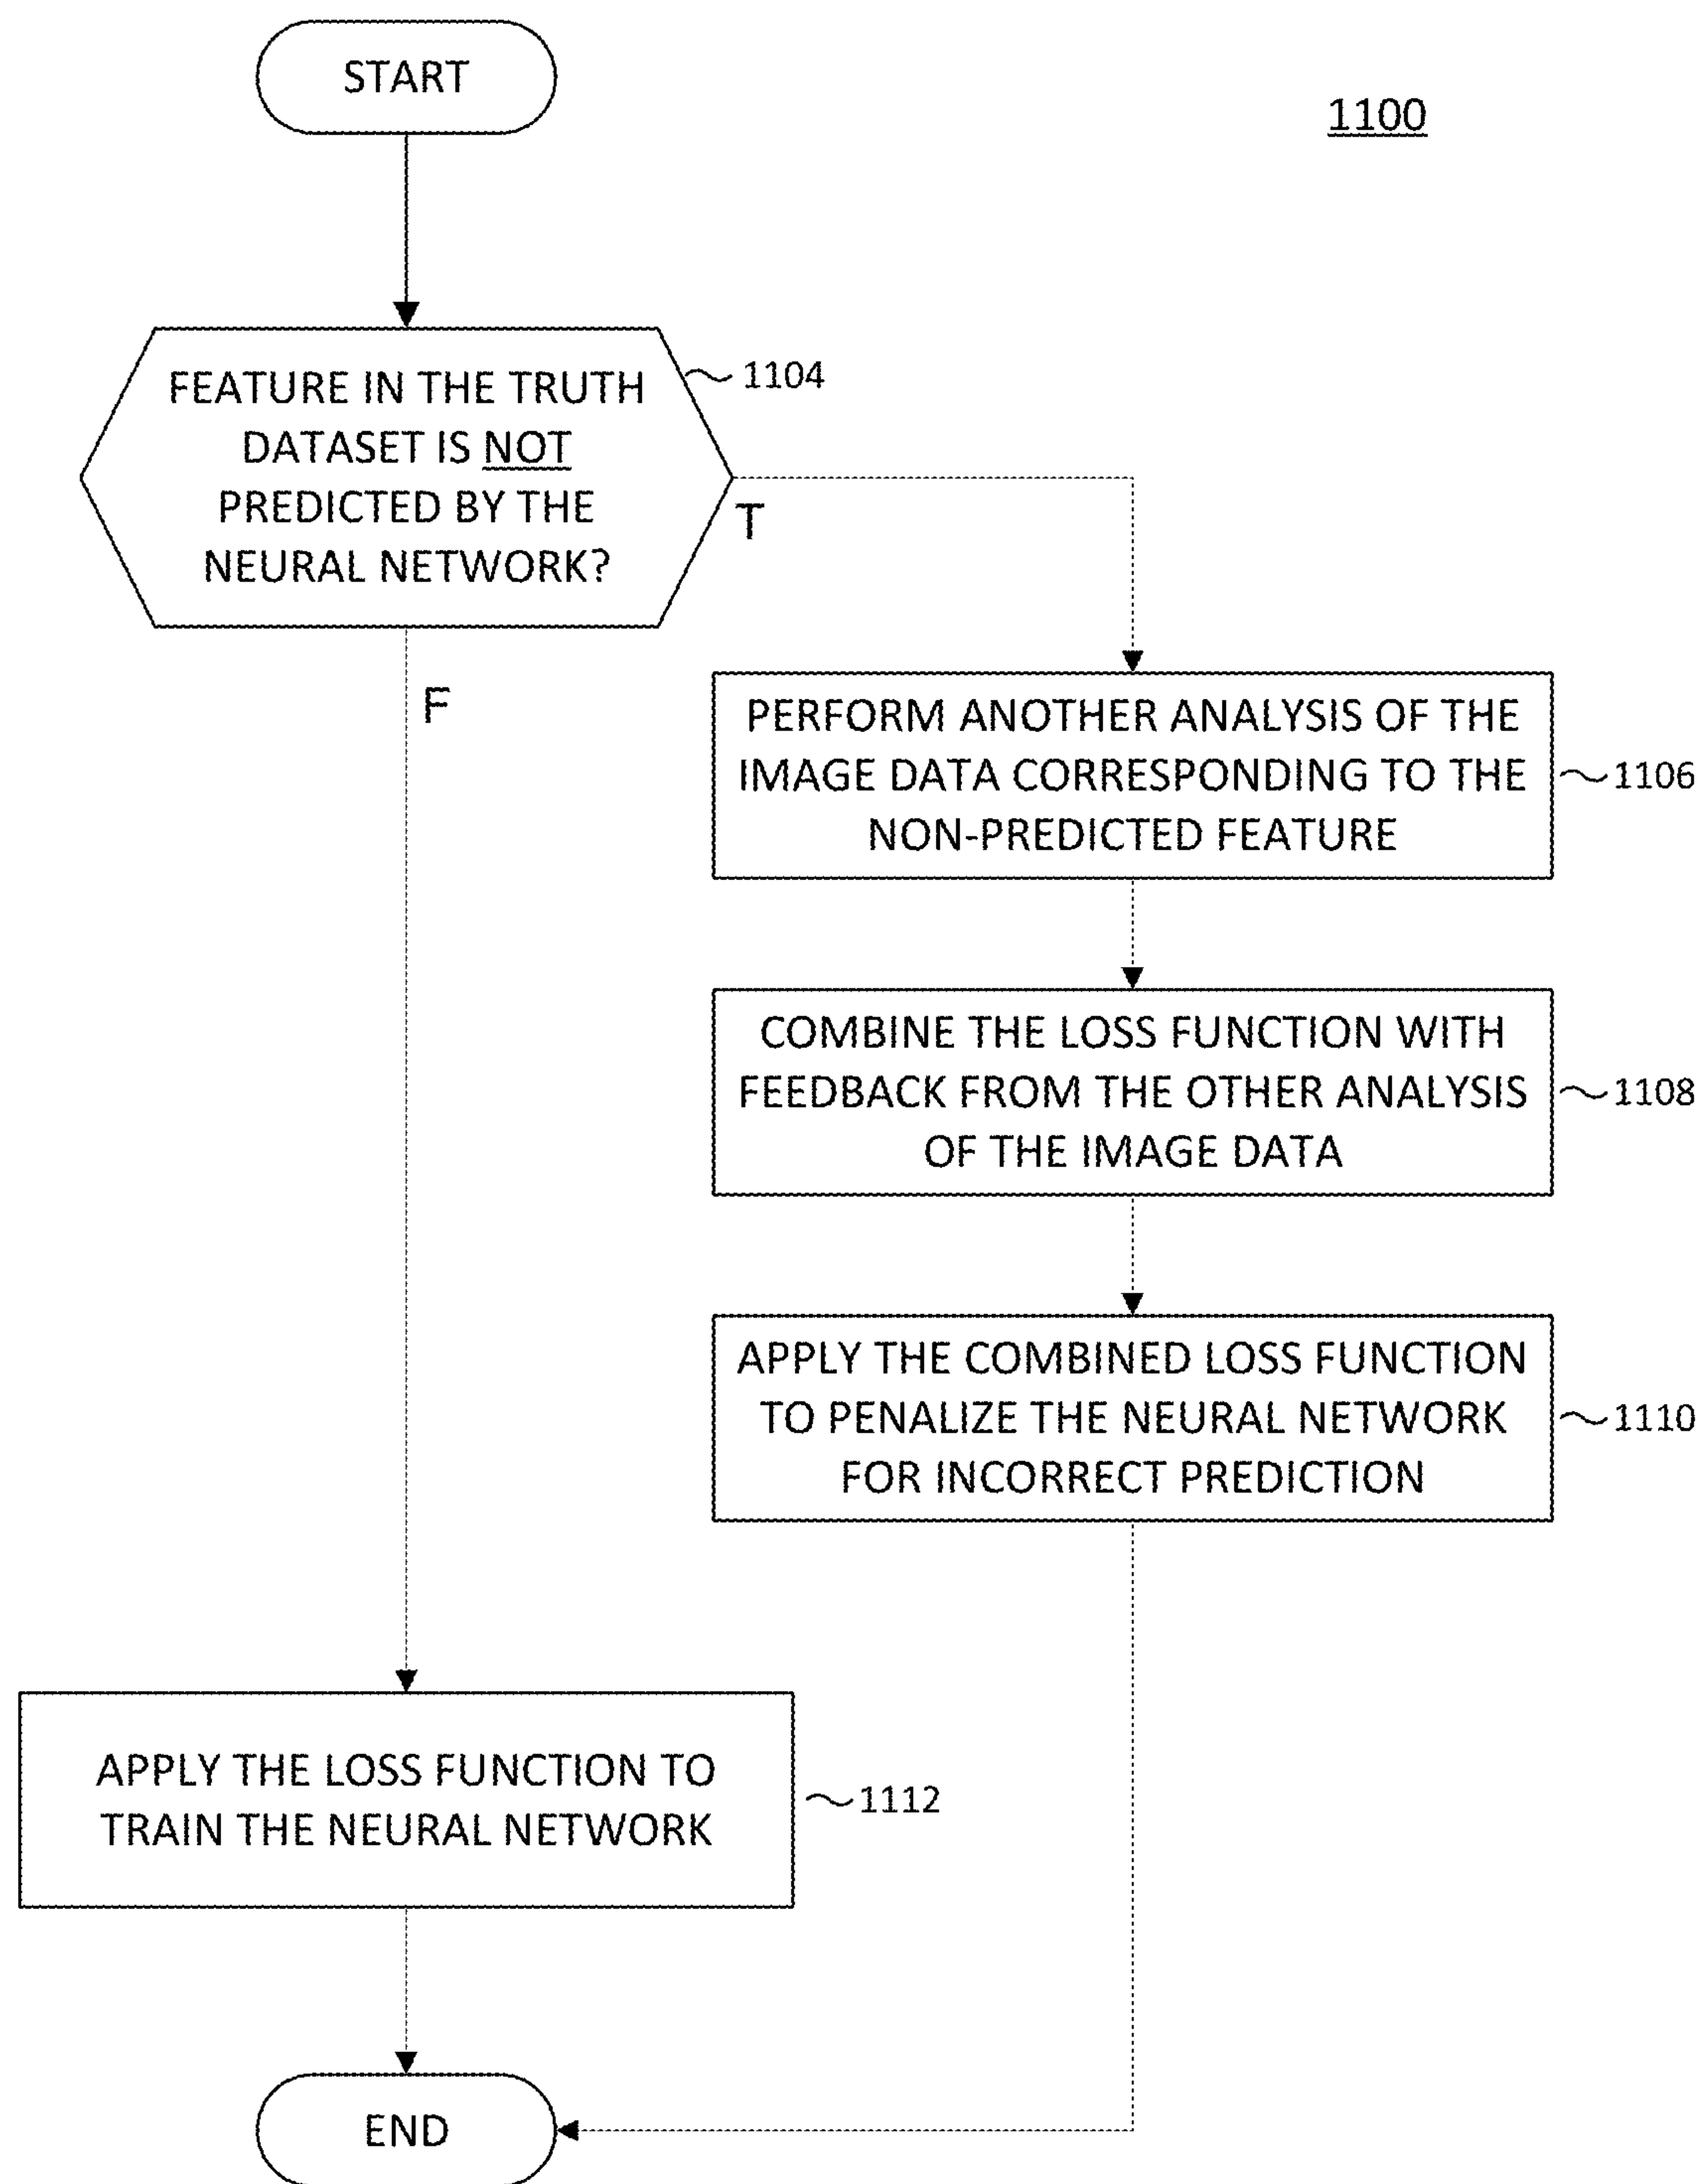 START
1100
FEATURE IN THE TRUTH
DATASET IS NOT
PREDICTED BY THE
NEURAL NETWORK?
1104
T
F
PERFORM ANOTHER ANALYSIS OF THE
IMAGE DATA CORRESPONDING TO THE
NON-PREDICTED FEATURE
1106
COMBINE THE LOSS FUNCTION WITH
FEEDBACK FROM THE OTHER ANALYSIS
OF THE IMAGE DATA
1108
APPLY THE COMBINED LOSS FUNCTION
TO PENALIZE THE NEURAL NETWORK
FOR INCORRECT PREDICTION
1110
APPLY THE LOSS FUNCTION TO
TRAIN THE NEURAL NETWORK
1112
END